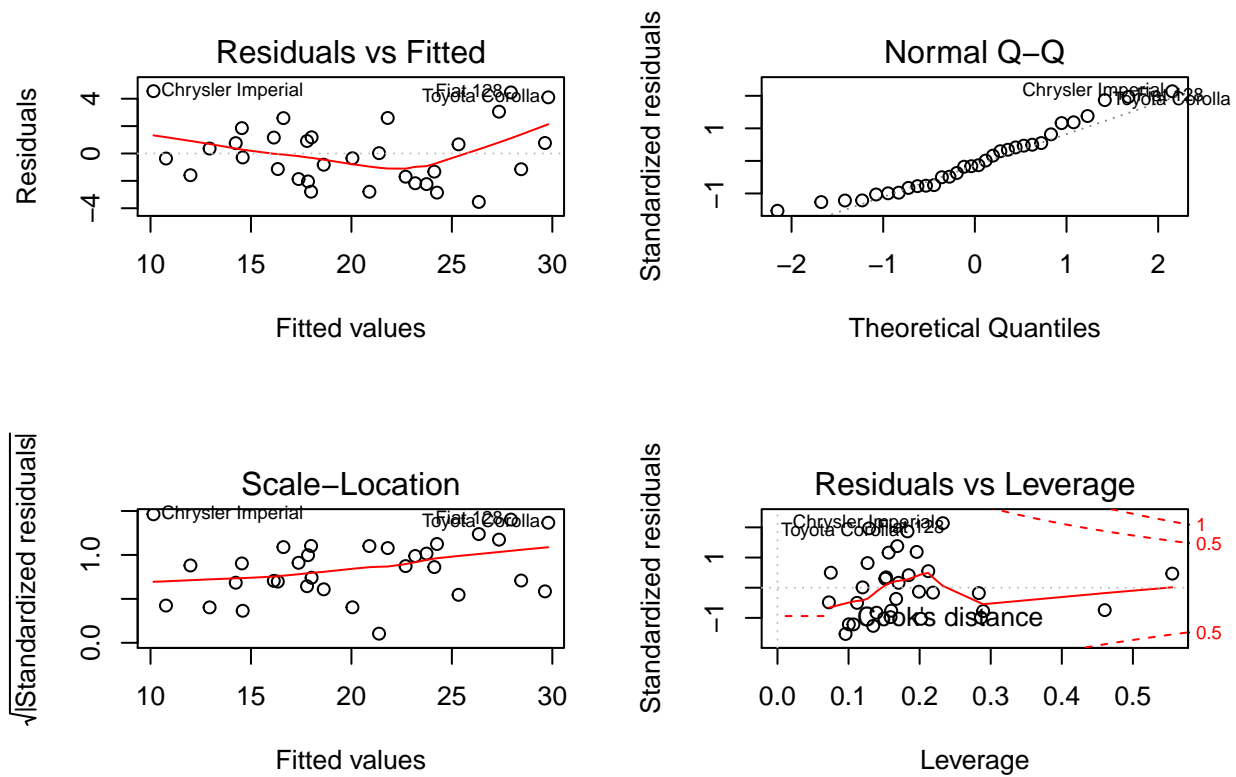 Residuals vs Fitted
Residuals
−4
0
4
Chrysler Imperial
Fiat 128
Toyota Corolla
10
15
20
25
30
Fitted values
Normal Q−Q
Standardized residuals
−1
1
Chrysler Imperial
Fiat 128
Toyota Corolla
−2
−1
0
1
2
Theoretical Quantiles
Scale−Location
√|Standardized residuals|
0.0
1.0
Chrysler Imperial
Fiat 128
Toyota Corolla
10
15
20
25
30
Fitted values
Residuals vs Leverage
Standardized residuals
−1
1
Chrysler Imperial
Fiat 128
Toyota Corolla
Cook's distance
1
0.5
0.5
0.0
0.1
0.2
0.3
0.4
0.5
Leverage